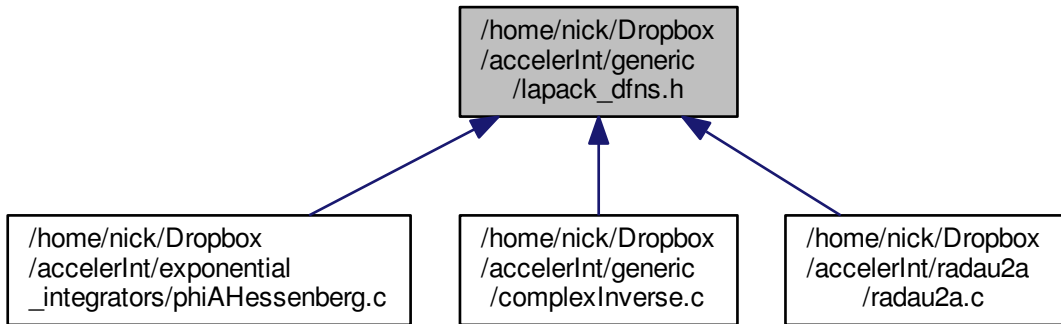 /home/nick/Dropbox
/accelerInt/generic
/lapack_dfns.h
/home/nick/Dropbox
/accelerInt/exponential
_integrators/phiAHessenberg.c
/home/nick/Dropbox
/accelerInt/generic
/complexInverse.c
/home/nick/Dropbox
/accelerInt/radau2a
/radau2a.c